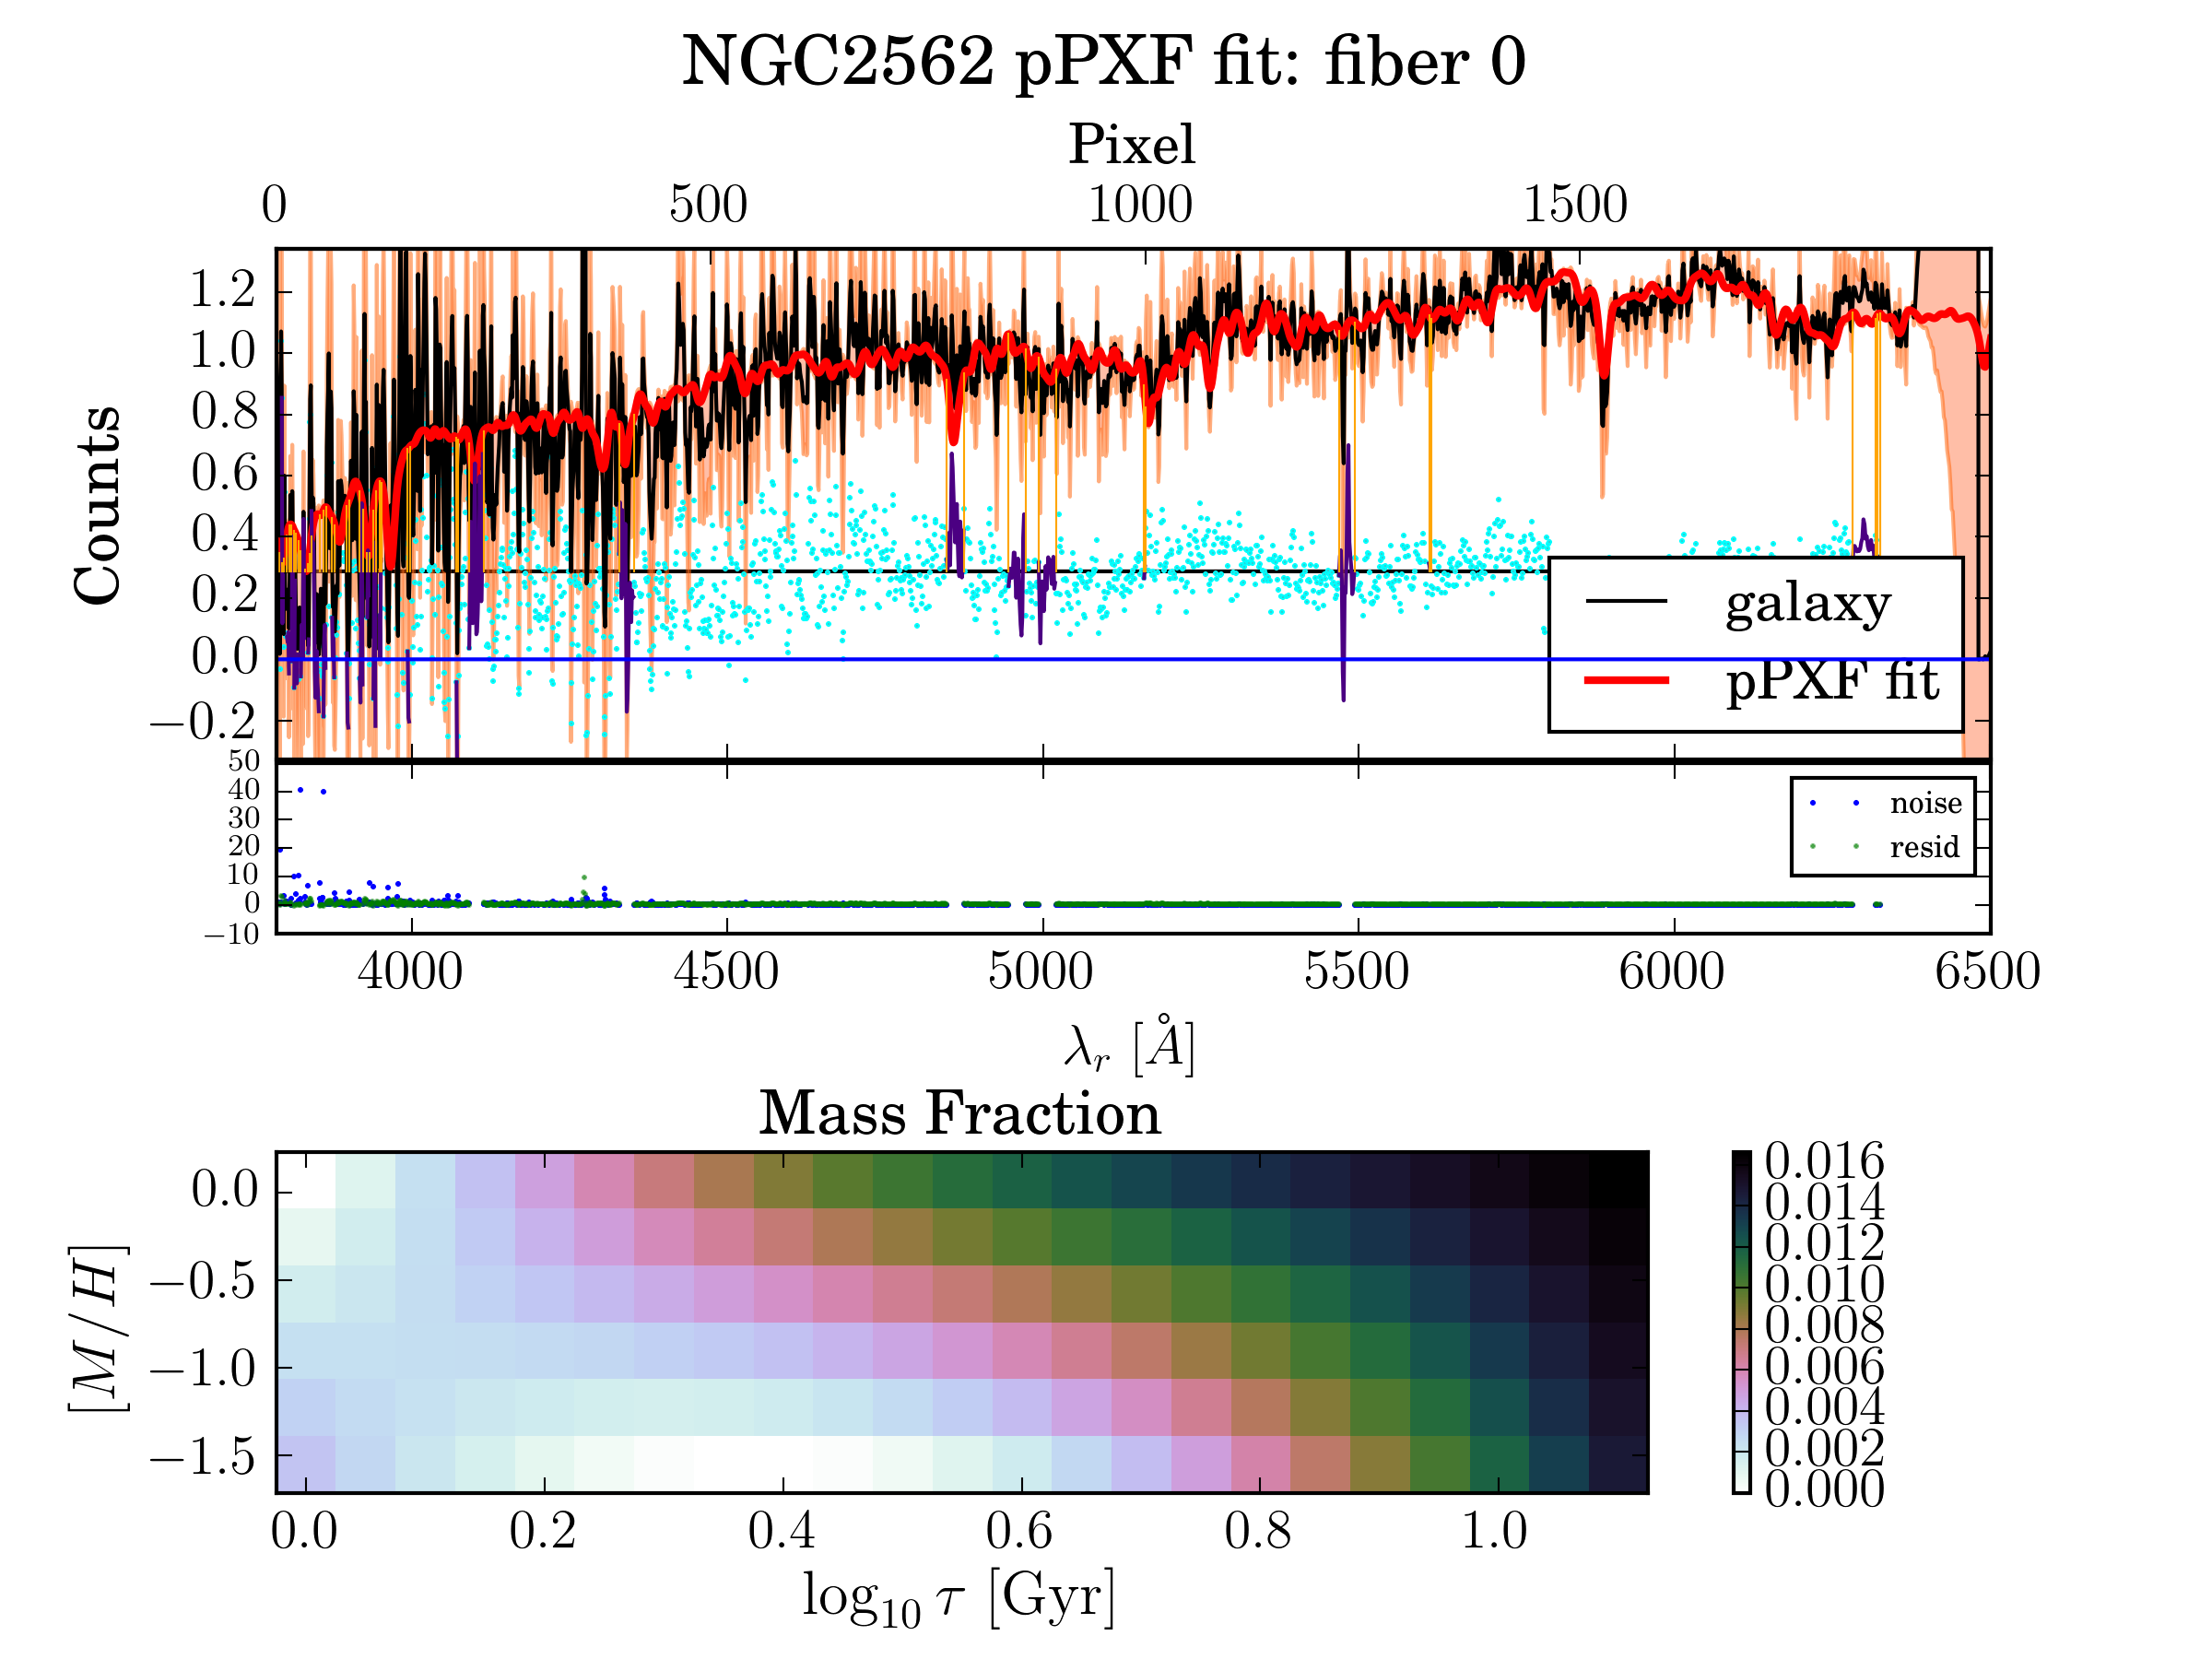 NGC2562 pPXF fit: fiber 0
Pixel
0 500 1000 1500
Counts
1.2
1.0
0.8
0.6
0.4
0.2
0.0
−0.2
galaxy
pPXF fit
50
40
30
20
10
0
−10
noise
resid
4000 4500 5000 5500 6000 6500
λr [Å]
Mass Fraction
[M/H]
0.0
−0.5
−1.0
−1.5
0.016
0.014
0.012
0.010
0.008
0.006
0.004
0.002
0.000
0.0 0.2 0.4 0.6 0.8 1.0
log10 τ [Gyr]